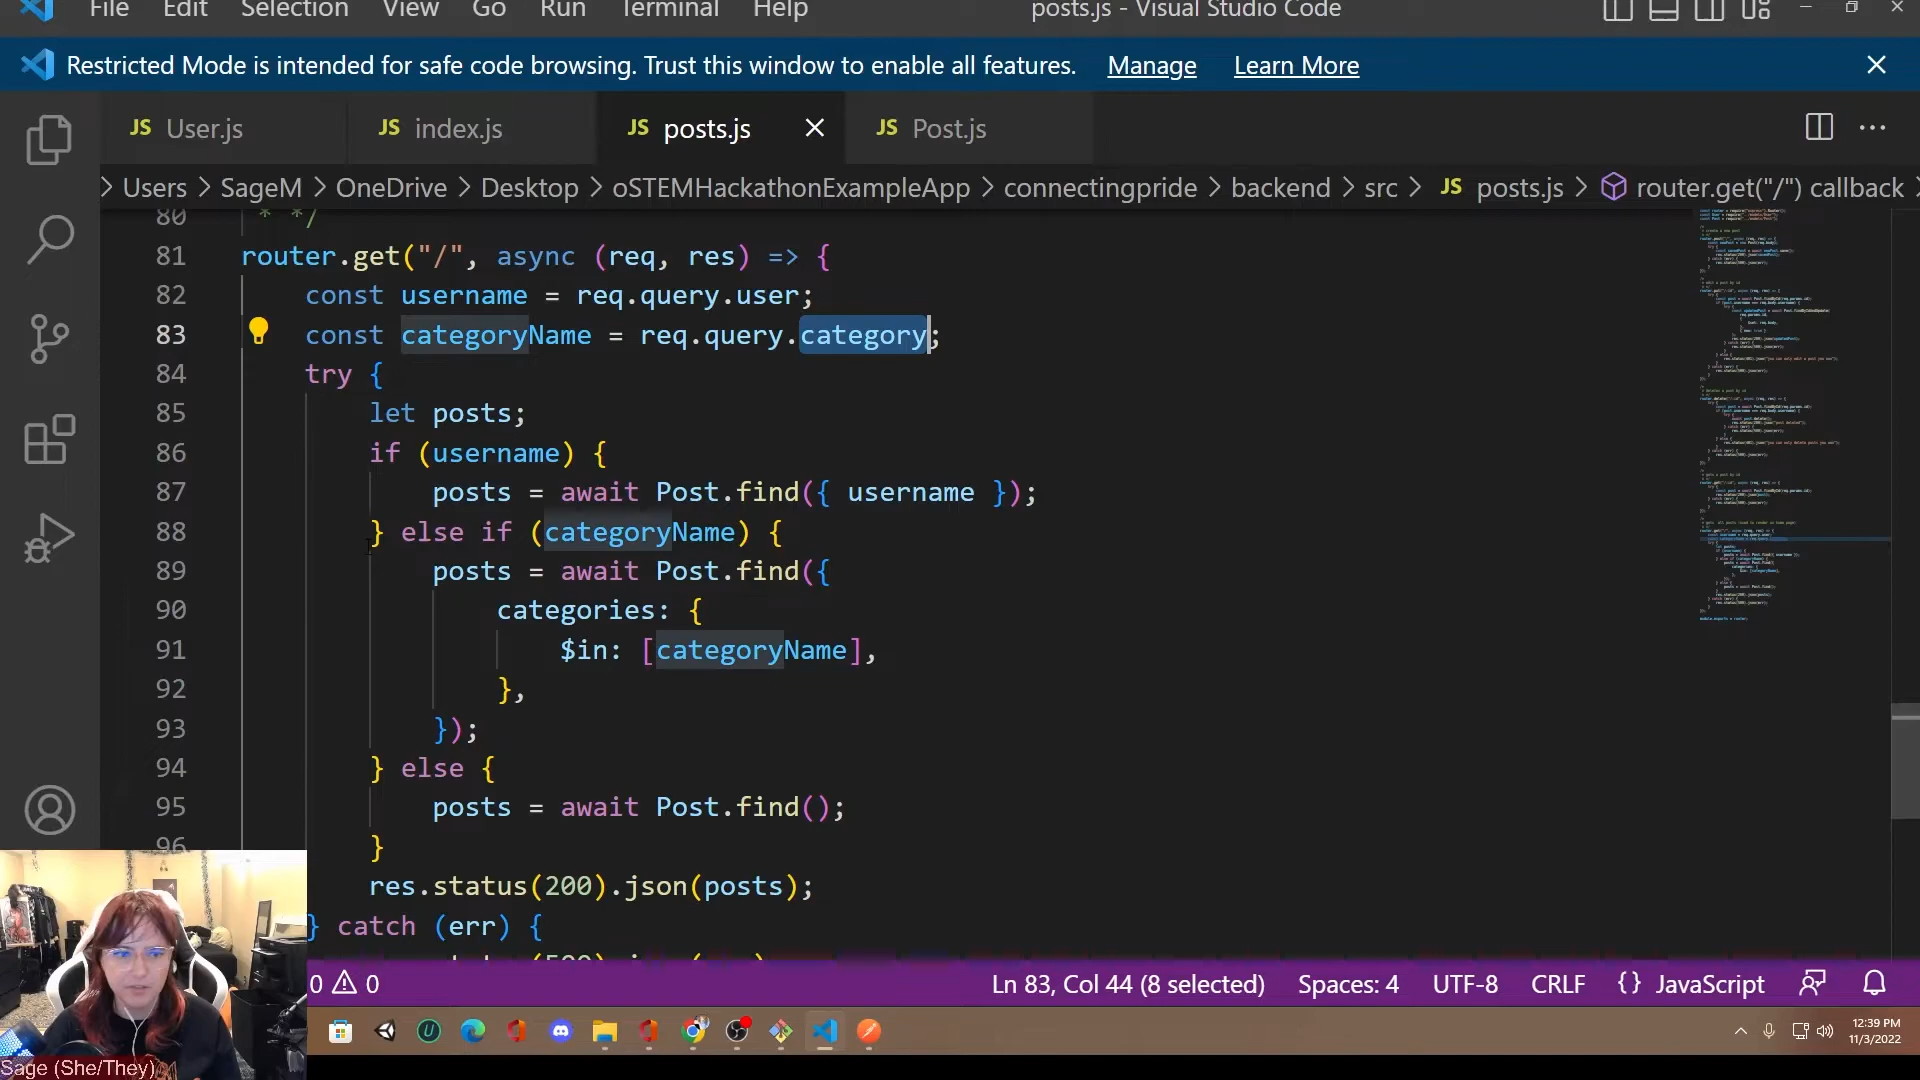 File Edit Selection View Go Run Terminal Help posts.js - Visual Studio Code
Restricted Mode is intended for safe code browsing. Trust this window to enable all features. Manage Learn More
JS User.js JS index.js JS posts.js JS Post.js
Users > SageM > OneDrive > Desktop > oSTEMHackathonExampleApp > connectingpride > backend > src > JS posts.js > router.get("/") callback
80 * */
81 router.get("/", async (req, res) => {
82 const username = req.query.user;
83 const categoryName = req.query.category;
84 try {
85 let posts;
86 if (username) {
87 posts = await Post.find({ username });
88 } else if (categoryName) {
89 posts = await Post.find({
90 categories: {
91 $in: [categoryName],
92 },
93 });
94 } else {
95 posts = await Post.find();
96 }
res.status(200).json(posts);
} catch (err) {
0 0 Ln 83, Col 44 (8 selected) Spaces: 4 UTF-8 CRLF {} JavaScript
12:39 PM
11/3/2022
Sage (She/They)